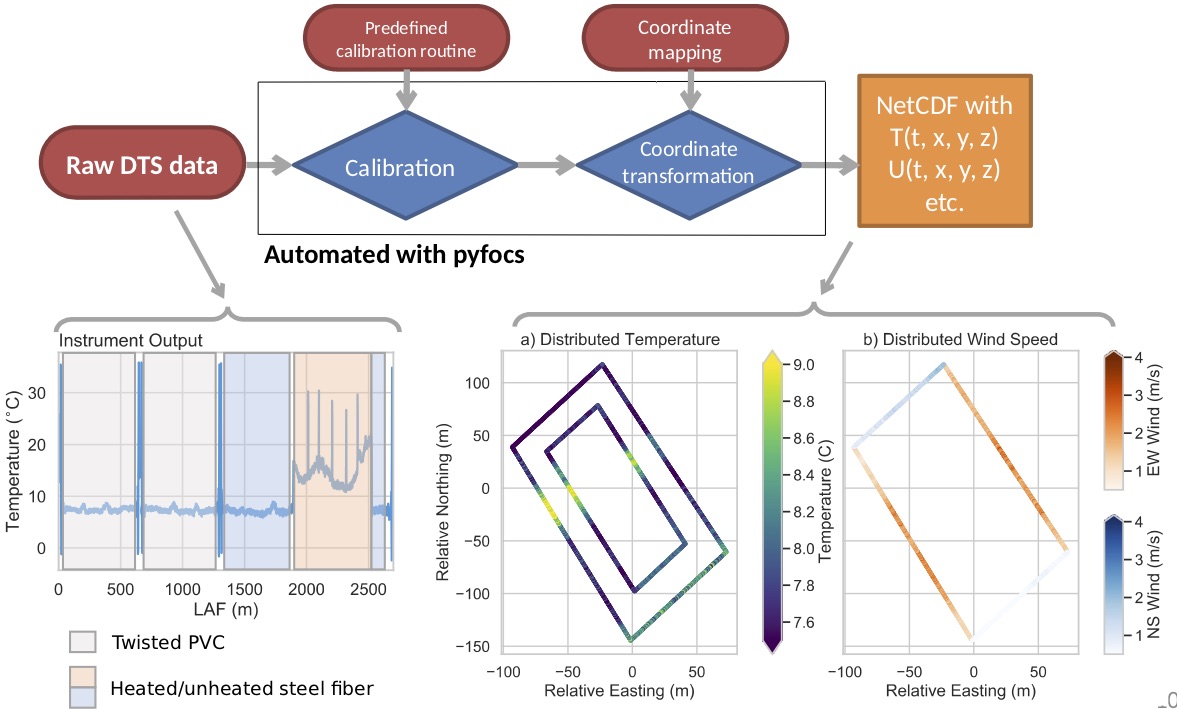 Predefined
calibration routine
Coordinate
mapping
Raw DTS data
Calibration
Coordinate
transformation
NetCDF with
T(t, x, y, z)
U(t, x, y, z)
etc.
Automated with pyfocs
Instrument Output
30
20
10
0
Temperature (°C)
0 500 1000 1500 2000 2500
LAF (m)
Twisted PVC
Heated/unheated steel fiber
a) Distributed Temperature
100
50
0
−50
−100
−150
Relative Northing (m)
−100 −50 0 50
Relative Easting (m)
9.0
8.8
8.6
8.4
8.2
8.0
7.8
7.6
Temperature (C)
b) Distributed Wind Speed
−100 −50 0 50
Relative Easting (m)
4
3
2
1
EW Wind (m/s)
4
3
2
1
NS Wind (m/s)